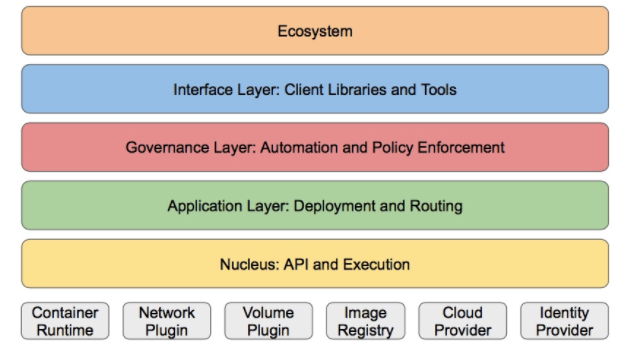 Ecosystem
Interface Layer: Client Libraries and Tools
Governance Layer: Automation and Policy Enforcement
Application Layer: Deployment and Routing
Nucleus: API and Execution
Container
Runtime
Network
Plugin
Volume
Plugin
Image
Registry
Cloud
Provider
Identity
Provider